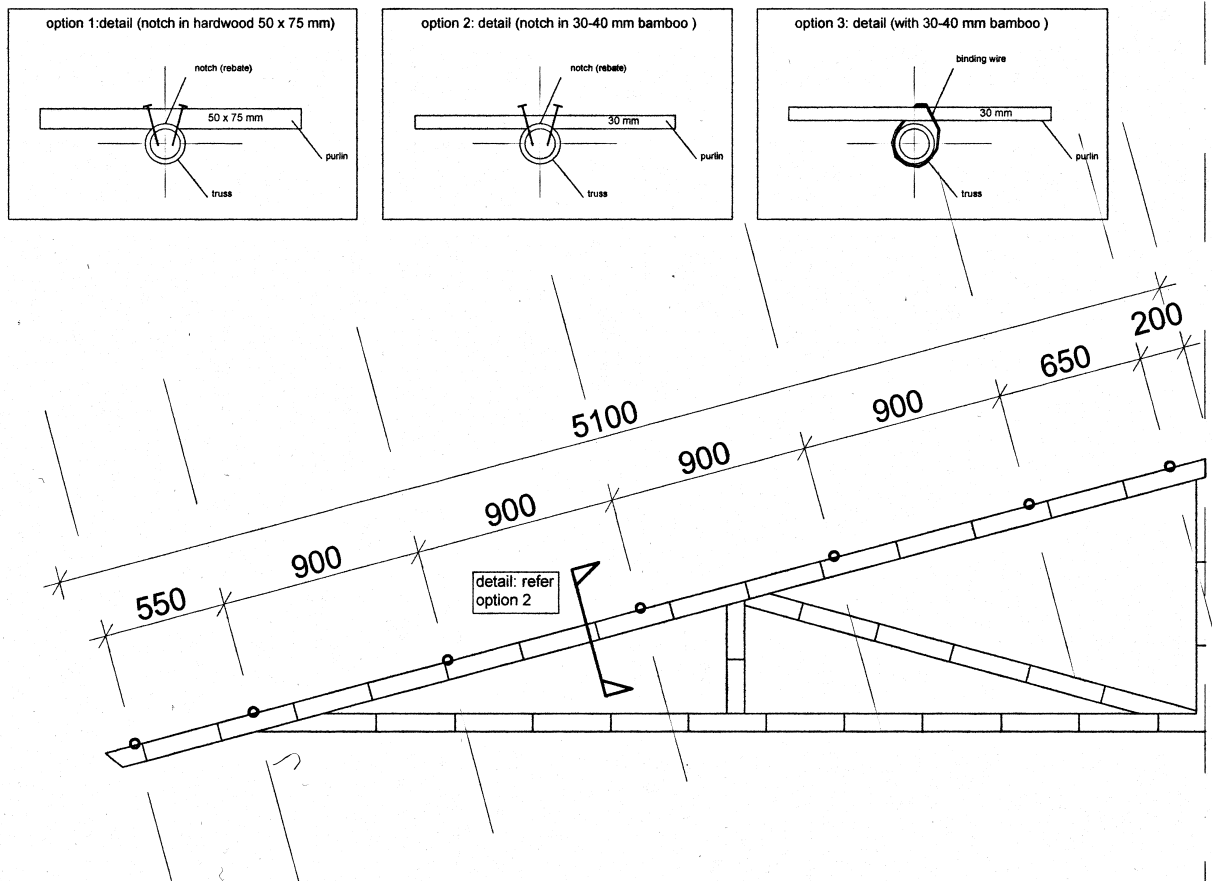 option 1:detail (notch in hardwood 50 x 75 mm)
notch (rebate)
50 x 75 mm
purlin
truss
option 2: detail (notch in 30-40 mm bamboo )
notch (rebate)
30 mm
purlin
truss
option 3: detail (with 30-40 mm bamboo )
binding wire
30 mm
purlin
truss
200
650
5100
900
900
900
900
550
detail: refer
option 2